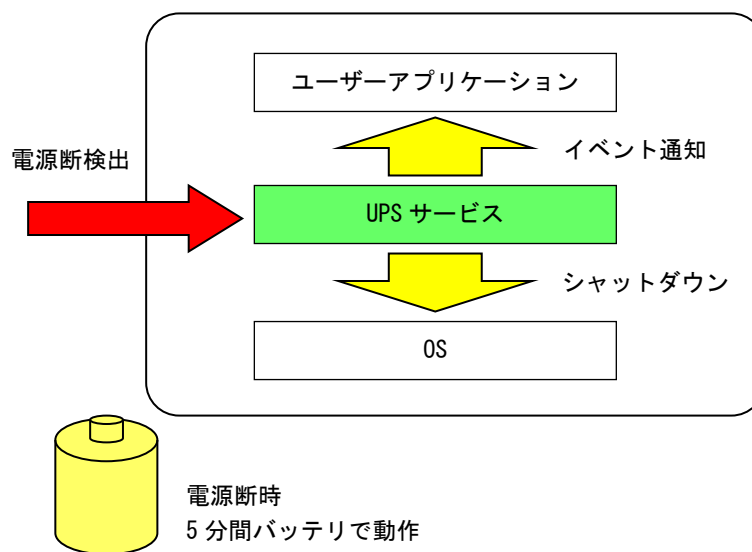 ユーザーアプリケーション
イベント通知
電源断検出
UPS サービス
シャットダウン
OS
電源断時
5 分間バッテリで動作